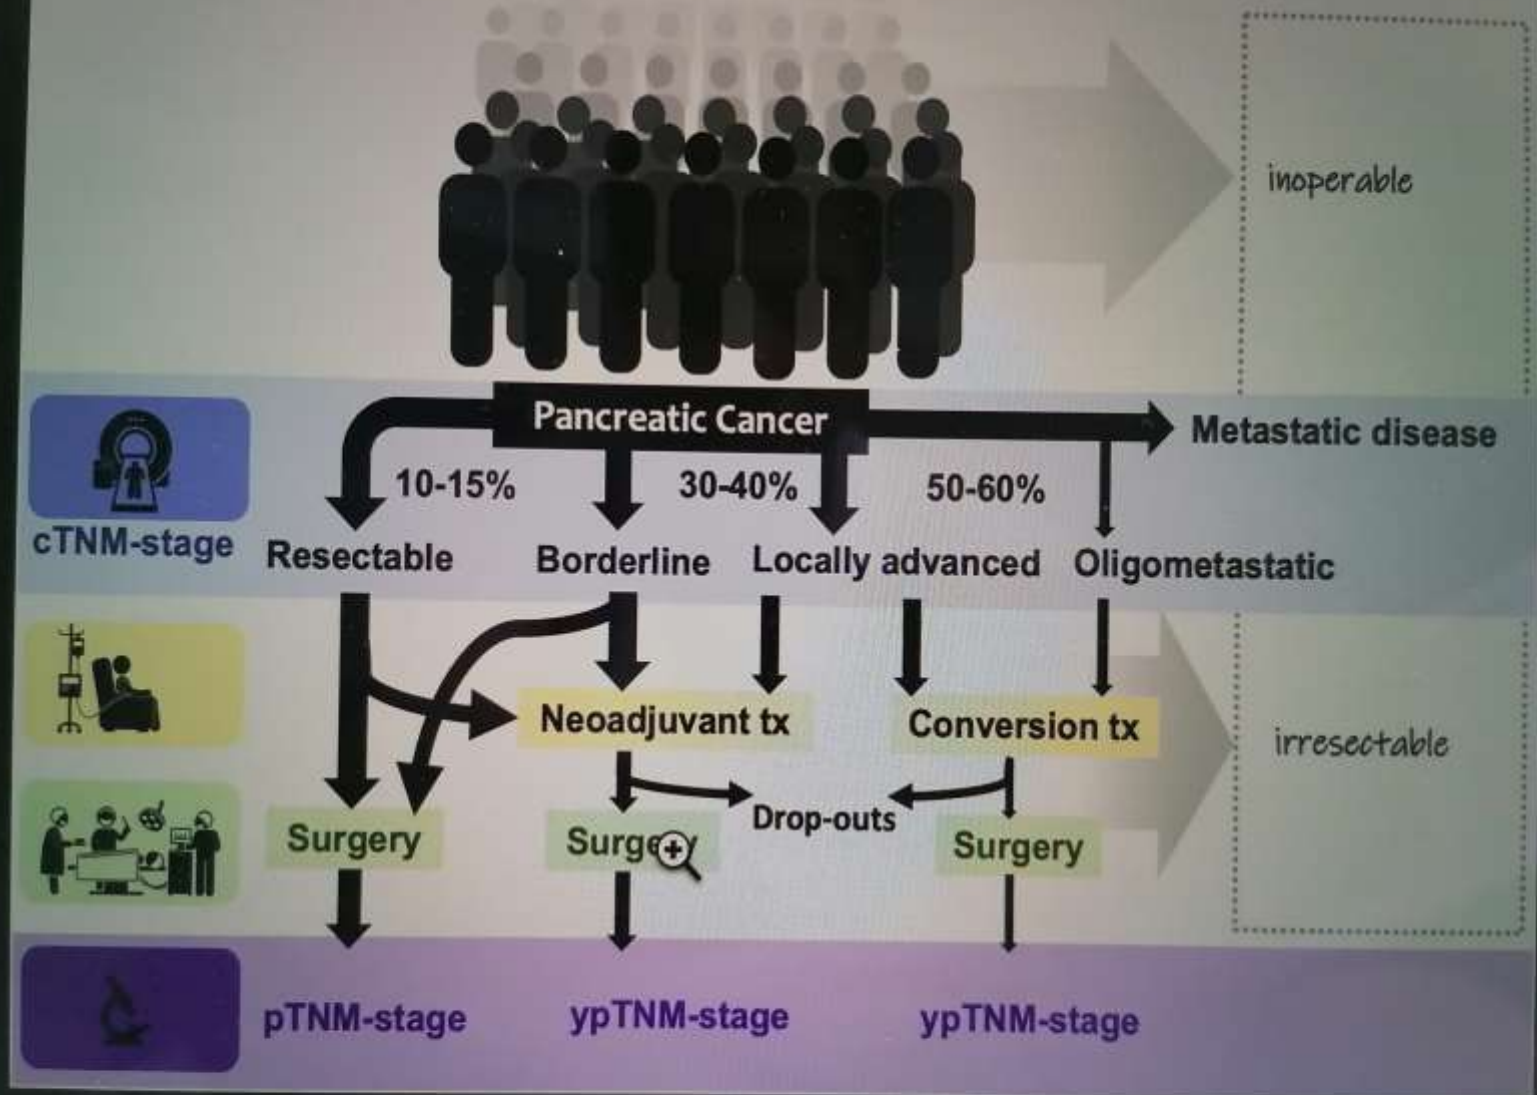 inoperable
Pancreatic Cancer
Metastatic disease
10-15%
30-40%
50-60%
cTNM-stage
Resectable
Borderline
Locally advanced
Oligometastatic
Neoadjuvant tx
Conversion tx
irresectable
Drop-outs
Surgery
Surgery
Surgery
pTNM-stage
ypTNM-stage
ypTNM-stage